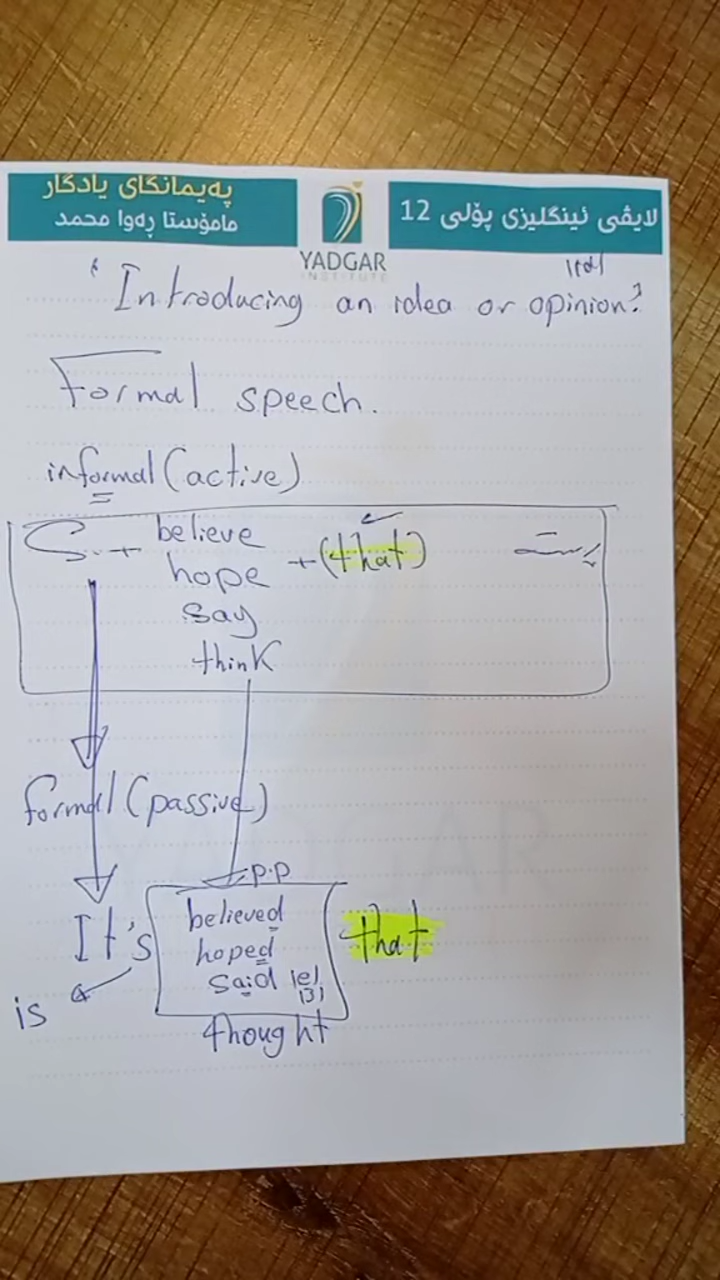 پەیمانگای یادگار
مامۆستا ڕەوا محمد
YADGAR
INSTITUTE
لایڤی ئینگلیزی پۆلی 12
"Introducing an idea or opinion"
Formal speech.
informal (active)
S. + believe + (that)
hope
say
think
formal (passive)
p.p
It's believed that
hoped
said /e/
is
thought
YADGAR